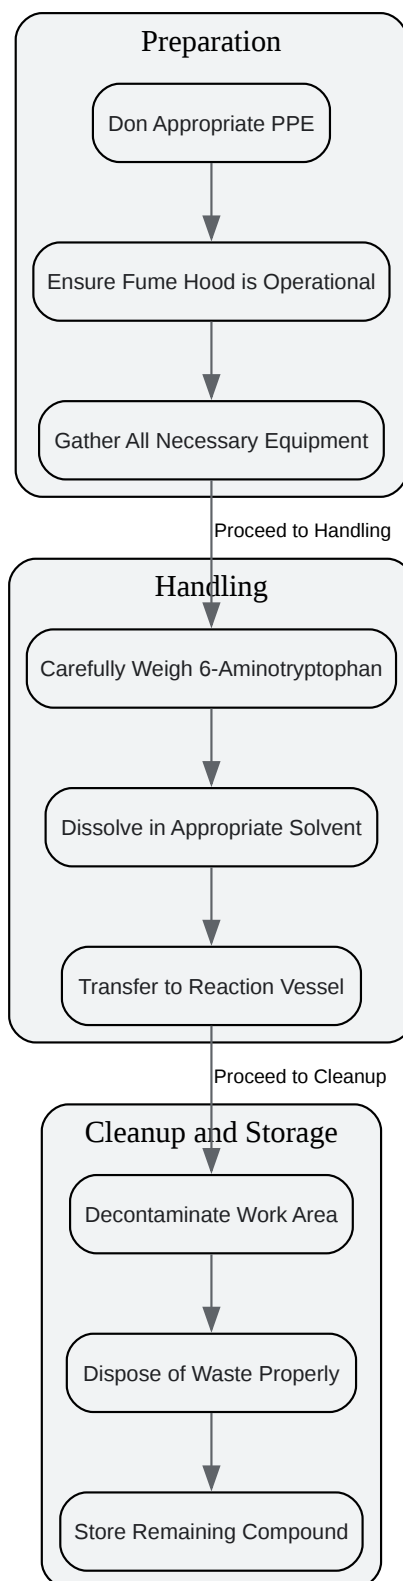 Preparation
Don Appropriate PPE
Ensure Fume Hood is Operational
Gather All Necessary Equipment
Proceed to Handling
Handling
Carefully Weigh 6-Aminotryptophan
Dissolve in Appropriate Solvent
Transfer to Reaction Vessel
Proceed to Cleanup
Cleanup and Storage
Decontaminate Work Area
Dispose of Waste Properly
Store Remaining Compound